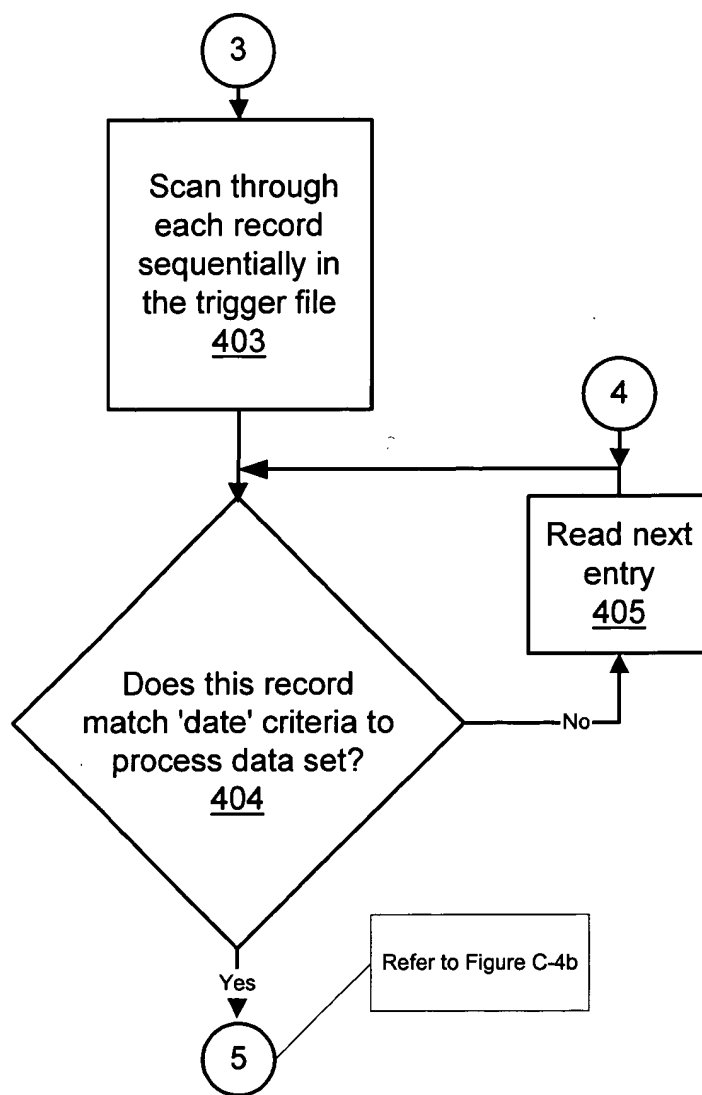 3
Scan through
each record
sequentially in
the trigger file
403
4
Read next
entry
405
Does this record
match 'date' criteria to
process data set?
404
No
Yes
Refer to Figure C-4b
5